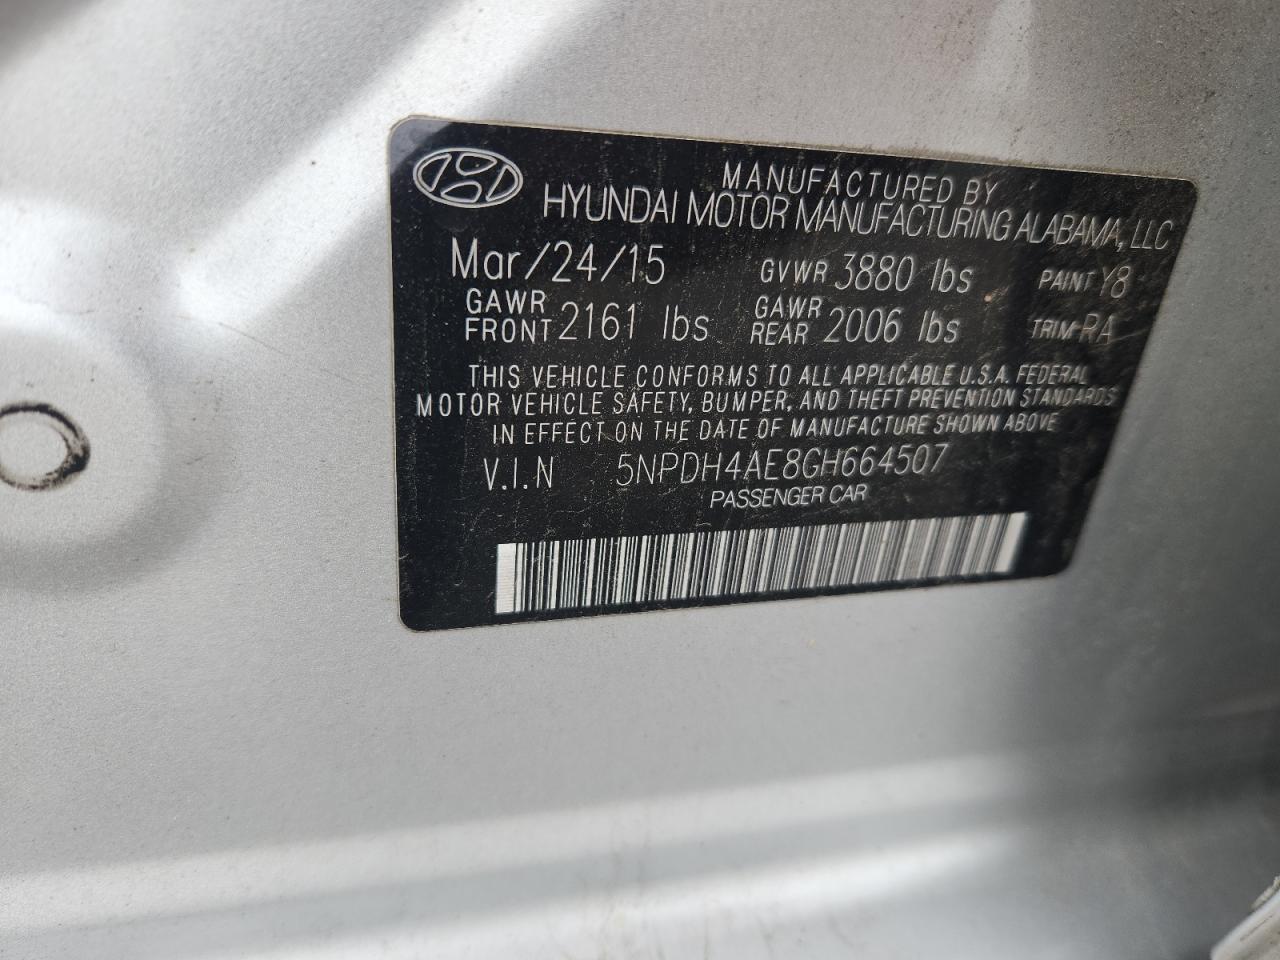 MANUFACTURED BY
HYUNDAI MOTOR MANUFACTURING ALABAMA, LLC
Mar/24/15 GVWR 3880 lbs PAINT Y8
GAWR FRONT 2161 lbs GAWR REAR 2006 lbs TRIM RA
THIS VEHICLE CONFORMS TO ALL APPLICABLE U.S.A. FEDERAL
MOTOR VEHICLE SAFETY, BUMPER, AND THEFT PREVENTION STANDARDS
IN EFFECT ON THE DATE OF MANUFACTURE SHOWN ABOVE
V.I.N 5NPDH4AE8GH664507
PASSENGER CAR